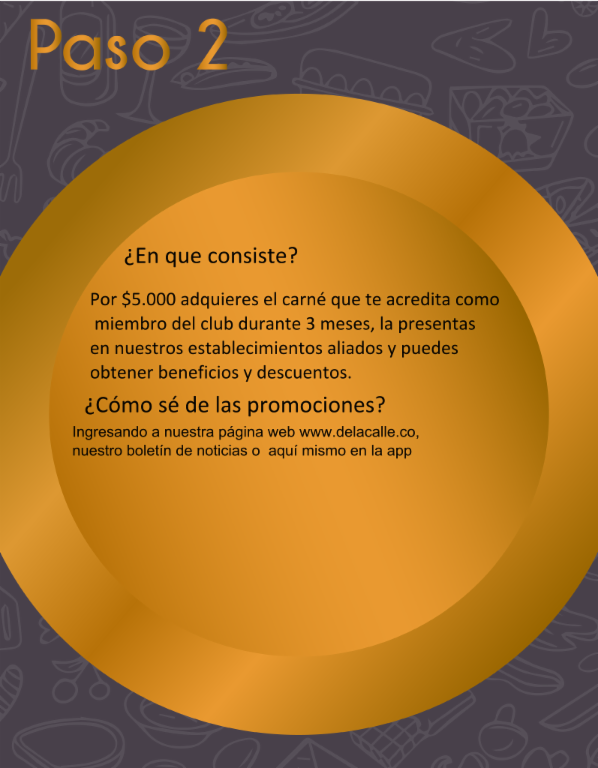 Paso 2
¿En que consiste?
Por $5.000 adquieres el carné que te acredita como
miembro del club durante 3 meses, la presentas
en nuestros establecimientos aliados y puedes
obtener beneficios y descuentos.
¿Cómo sé de las promociones?
Ingresando a nuestra página web www.delacalle.co,
nuestro boletín de noticias o aquí mismo en la app